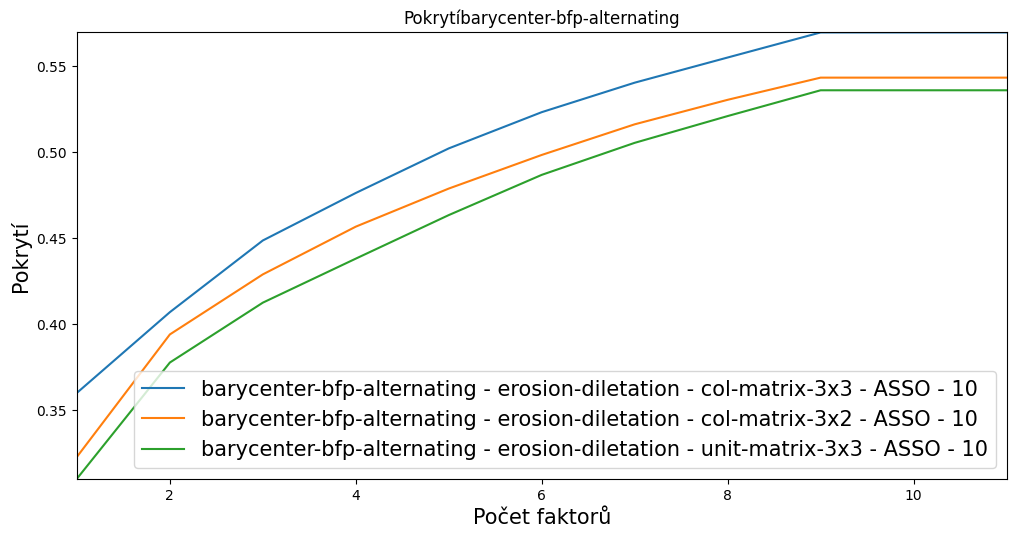 Pokrytíbarycenter-bfp-alternating
0.55
0.50
0.45
0.40
0.35
Pokrytí
barycenter-bfp-alternating - erosion-diletation - col-matrix-3x3 - ASSO - 10
barycenter-bfp-alternating - erosion-diletation - col-matrix-3x2 - ASSO - 10
barycenter-bfp-alternating - erosion-diletation - unit-matrix-3x3 - ASSO - 10
2 4 6 8 10
Počet faktorů